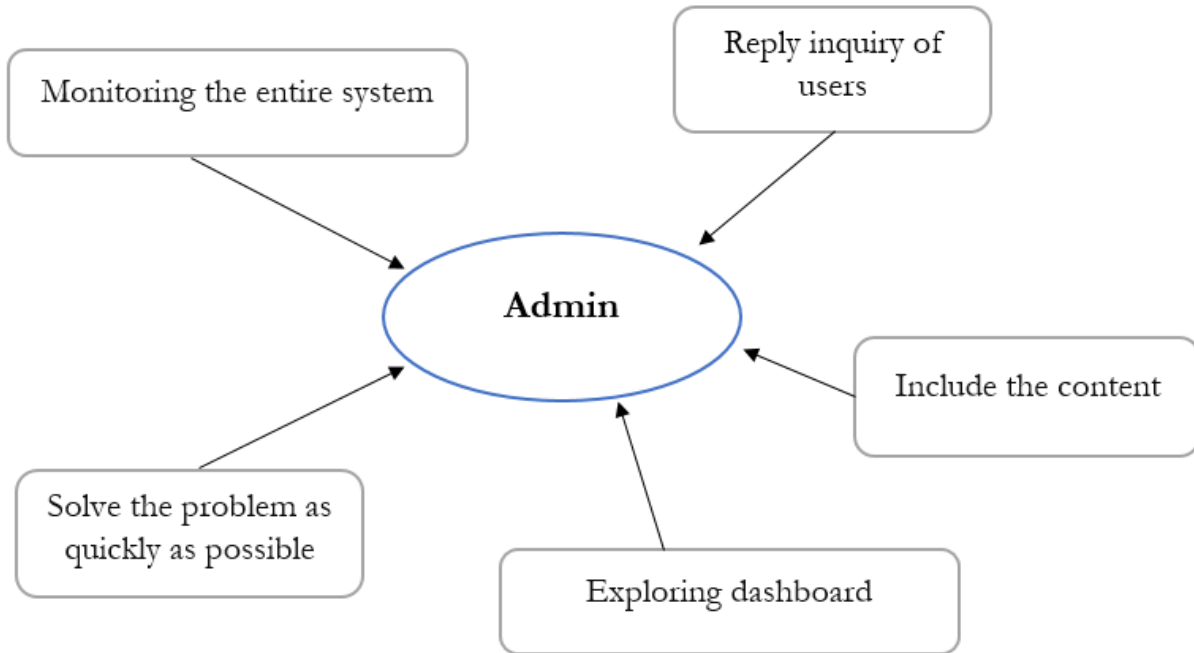 Reply inquiry of
users
Monitoring the entire system
Admin
Include the content
Solve the problem as
quickly as possible
Exploring dashboard